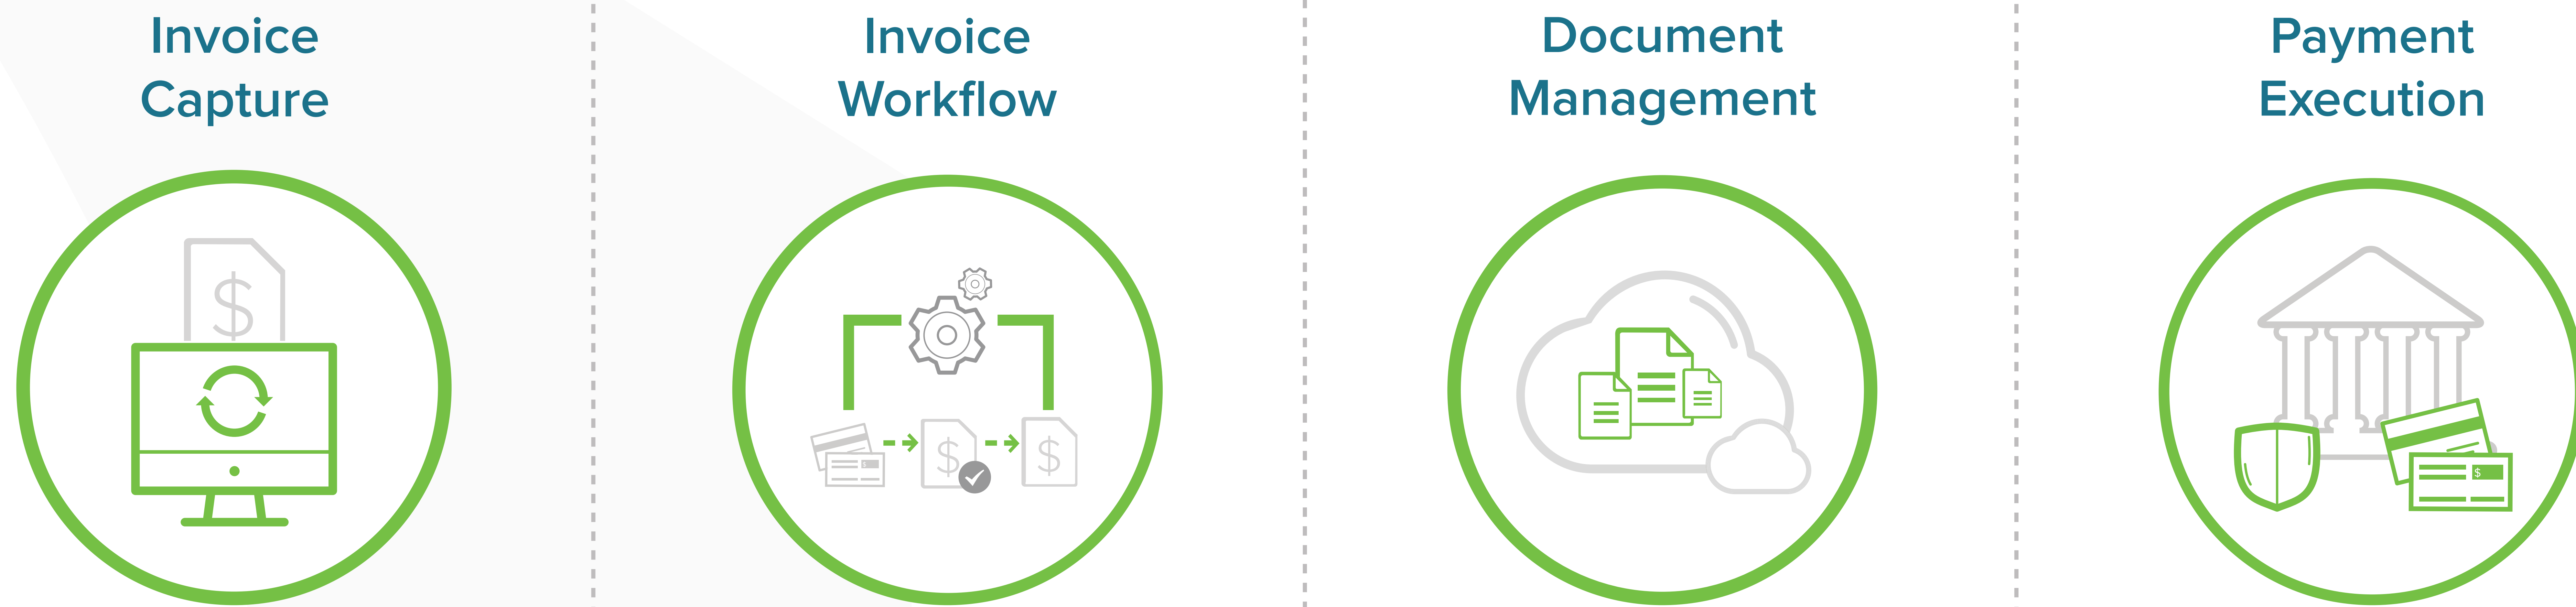 Invoice
Capture
Invoice
Workflow
Document
Management
Payment
Execution
$
$
$
$
$
$